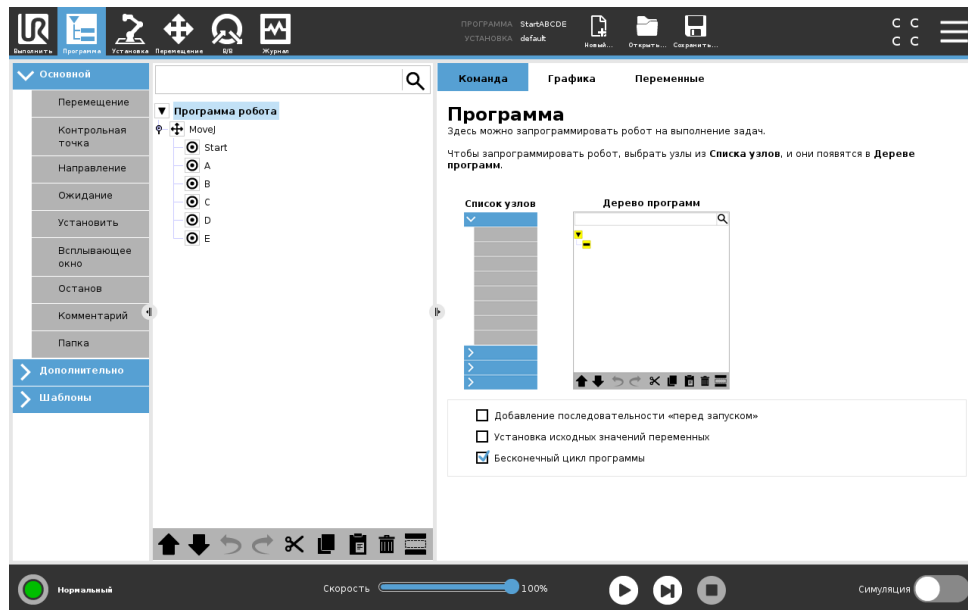 ПРОГРАММА StartABCDE
УСТАНОВКА default
C C
C C
Выполнить Программа Установка Перемещение В/В Журнал
Новый... Открыть... Сохранить...
Основной
Перемещение
Контрольная
точка
Направление
Ожидание
Установить
Всплывающее
окно
Останов
Комментарий
Папка
Дополнительно
Шаблоны
Программа робота
MoveJ
Start
A
B
C
D
E
Команда Графика Переменные
Программа
Здесь можно запрограммировать робот на выполнение задач.
Чтобы запрограммировать робот, выбрать узлы из Списка узлов, и они появятся в Дереве
программ.
Список узлов Дерево программ
Добавление последовательности «перед запуском»
Установка исходных значений переменных
Бесконечный цикл программы
Нормальный
Скорость 100%
Симуляция